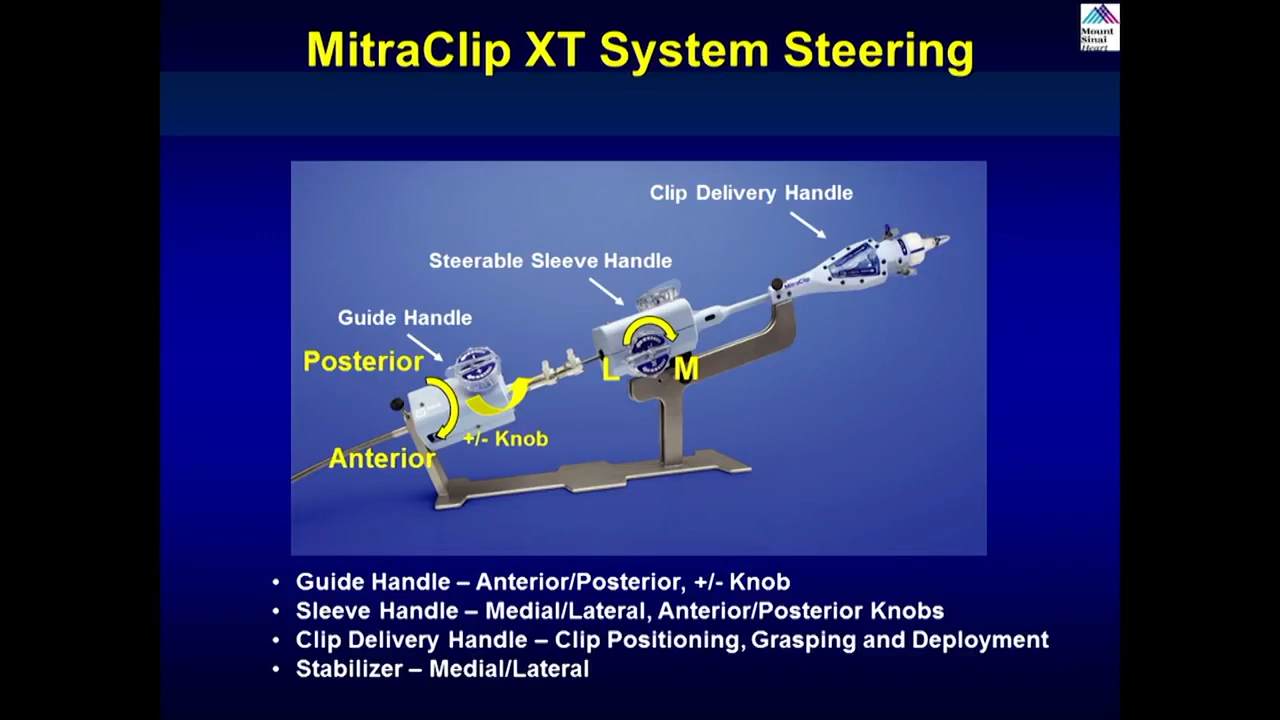 MitraClip XT System Steering
Mount
Sinai
Heart
Clip Delivery Handle
Steerable Sleeve Handle
Guide Handle
Posterior
L M
+/- Knob
Anterior
MitraClip
• Guide Handle – Anterior/Posterior, +/- Knob
• Sleeve Handle – Medial/Lateral, Anterior/Posterior Knobs
• Clip Delivery Handle – Clip Positioning, Grasping and Deployment
• Stabilizer – Medial/Lateral